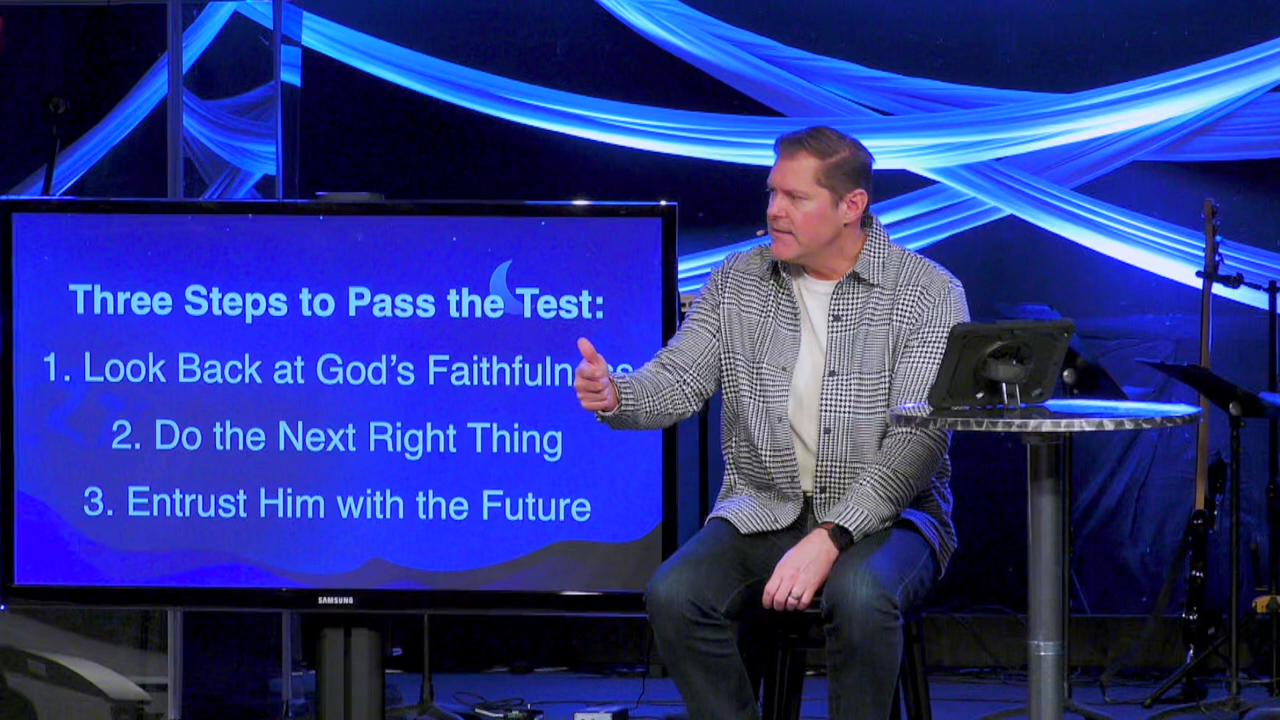 Three Steps to Pass the Test:
1. Look Back at God's Faithfulness
2. Do the Next Right Thing
3. Entrust Him with the Future
SAMSUNG